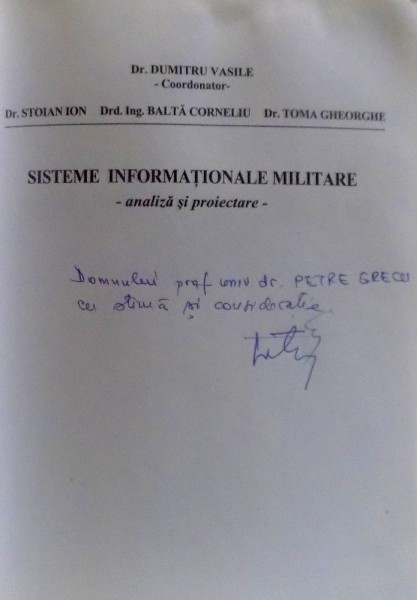 Dr. DUMITRU VASILE
- Coordonator-
Dr. STOIAN ION Drd. Ing. BALTĂ CORNELIU Dr. TOMA GHEORGHE
SISTEME INFORMAȚIONALE MILITARE
- analiză și proiectare -
Domnului prof univ dr. PETRE GRECU
cu stimă și considerație